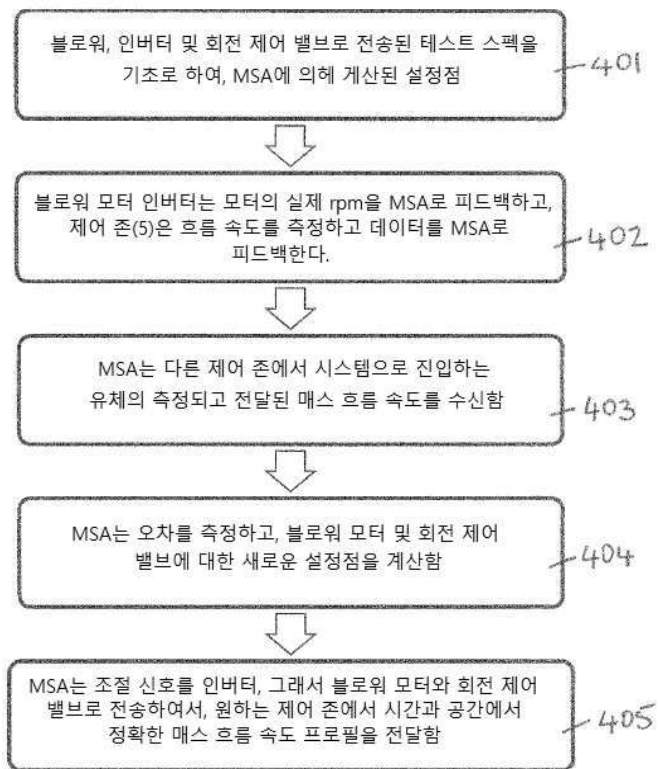 블로워, 인버터 및 회전 제어 밸브로 전송된 테스트 스펙을
기초로 하여, MSA에 의헤 게산된 설정점
401
블로워 모터 인버터는 모터의 실제 rpm을 MSA로 피드백하고,
제어 존(5)은 흐름 속도를 측정하고 데이터를 MSA로
피드백한다.
402
MSA는 다른 제어 존에서 시스템으로 진입하는
유체의 측정되고 전달된 매스 흐름 속도를 수신함
403
MSA는 오차를 측정하고, 블로워 모터 및 회전 제어
밸브에 대한 새로운 설정점을 계산함
404
MSA는 조절 신호를 인버터, 그래서 블로워 모터와 회전 제어
밸브로 전송하여서, 원하는 제어 존에서 시간과 공간에서
정확한 매스 흐름 속도 프로필을 전달함
405